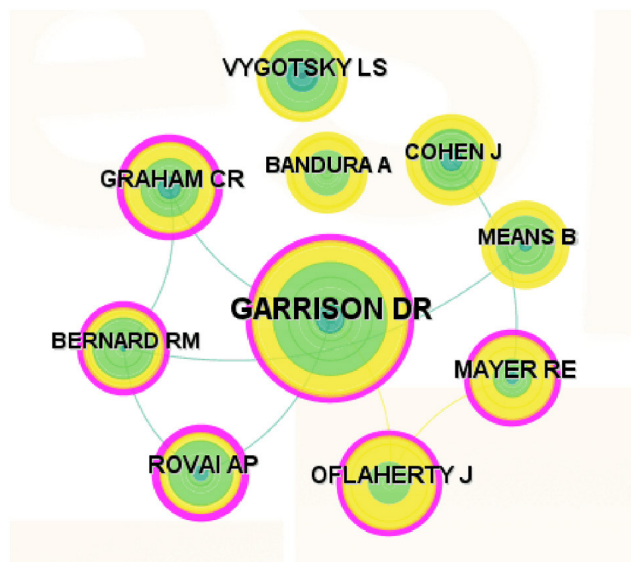 VYGOTSKY LS
BANDURA A
COHEN J
GRAHAM CR
MEANS B
GARRISON DR
BERNARD RM
MAYER RE
ROVAI AP
OFLAHERTY J